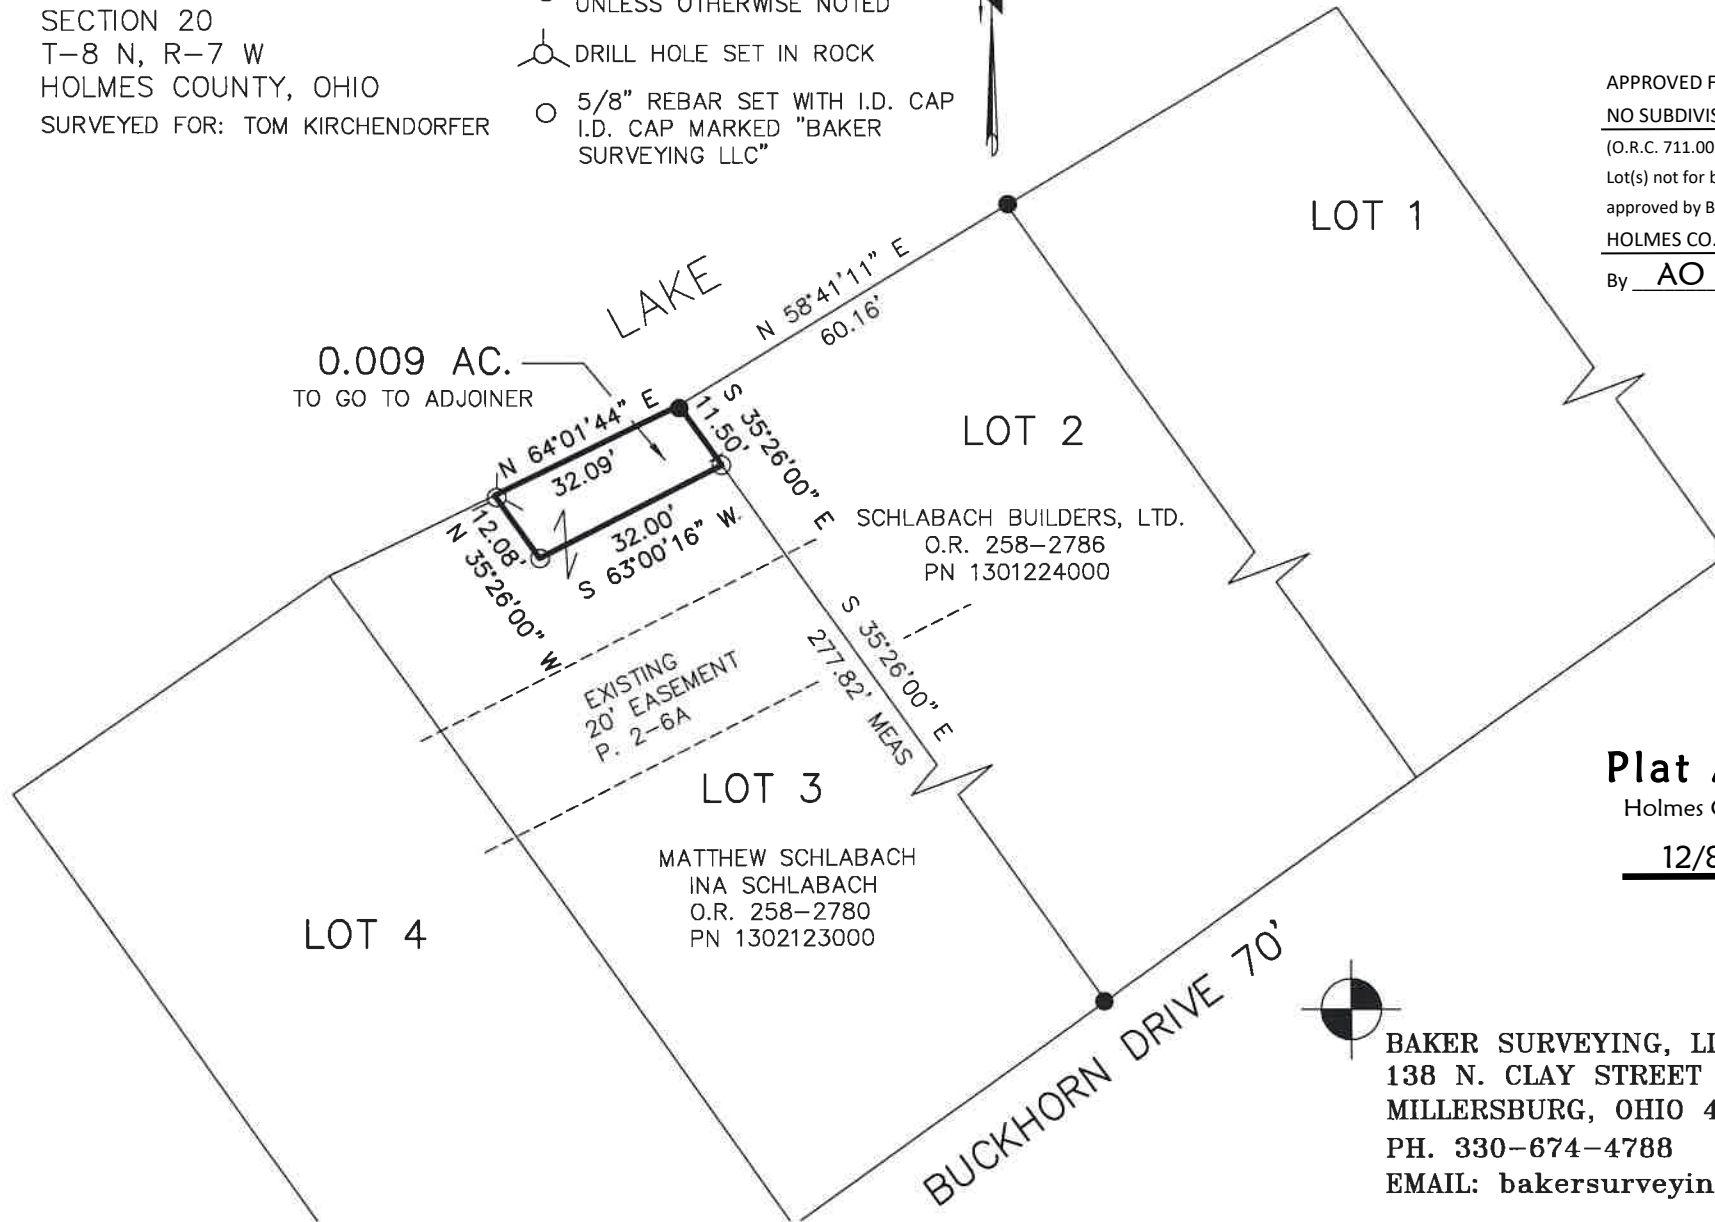 SECTION 20
T-8 N, R-7 W
HOLMES COUNTY, OHIO
SURVEYED FOR: TOM KIRCHENDORFER
UNLESS OTHERWISE NOTED
DRILL HOLE SET IN ROCK
5/8" REBAR SET WITH I.D. CAP
I.D. CAP MARKED "BAKER
SURVEYING LLC"
APPROVED F
NO SUBDIVIS
(O.R.C. 711.00
Lot(s) not for b
approved by B
HOLMES CO.
By AO
LOT 1
LAKE
N 58°41'11" E
60.16'
0.009 AC.
TO GO TO ADJOINER
N 64°01'44" E
32.09'
S 35°26'00" E
11.50'
LOT 2
12.08'
N 35°26'00" W
32.00'
S 63°00'16" W.
SCHLABACH BUILDERS, LTD.
O.R. 258-2786
PN 1301224000
S 35°26'00" E
277.82' MEAS
EXISTING
20' EASEMENT
P. 2-6A
LOT 3
MATTHEW SCHLABACH
INA SCHLABACH
O.R. 258-2780
PN 1302123000
LOT 4
Plat
Holmes C
12/8
BUCKHORN DRIVE 70'
BAKER SURVEYING, LL
138 N. CLAY STREET
MILLERSBURG, OHIO 4
PH. 330-674-4788
EMAIL: bakersurveyin